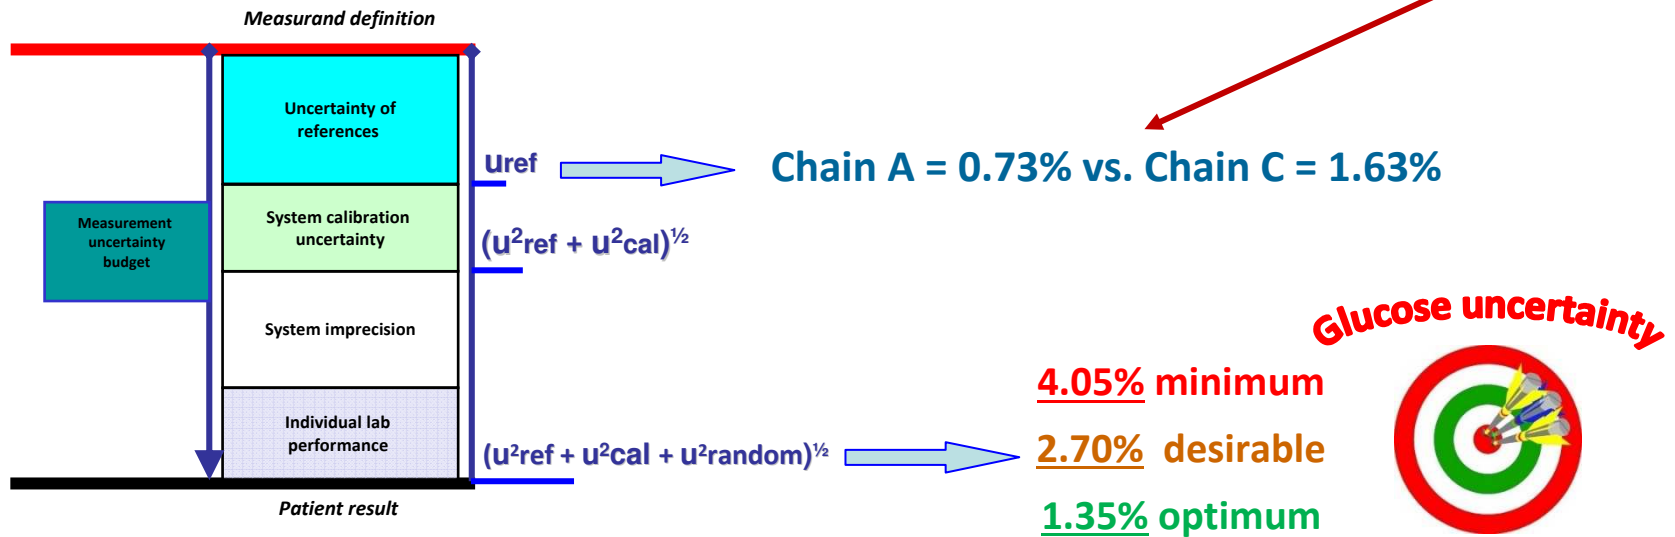 Measurand definition
Uncertainty of
references
uref
Chain A = 0.73% vs. Chain C = 1.63%
Measurement
uncertainty
budget
System calibration
uncertainty
(u²ref + u²cal)^½
System imprecision
Glucose uncertainty
4.05% minimum
Individual lab
performance
(u²ref + u²cal + u²random)^½
2.70% desirable
Patient result
1.35% optimum